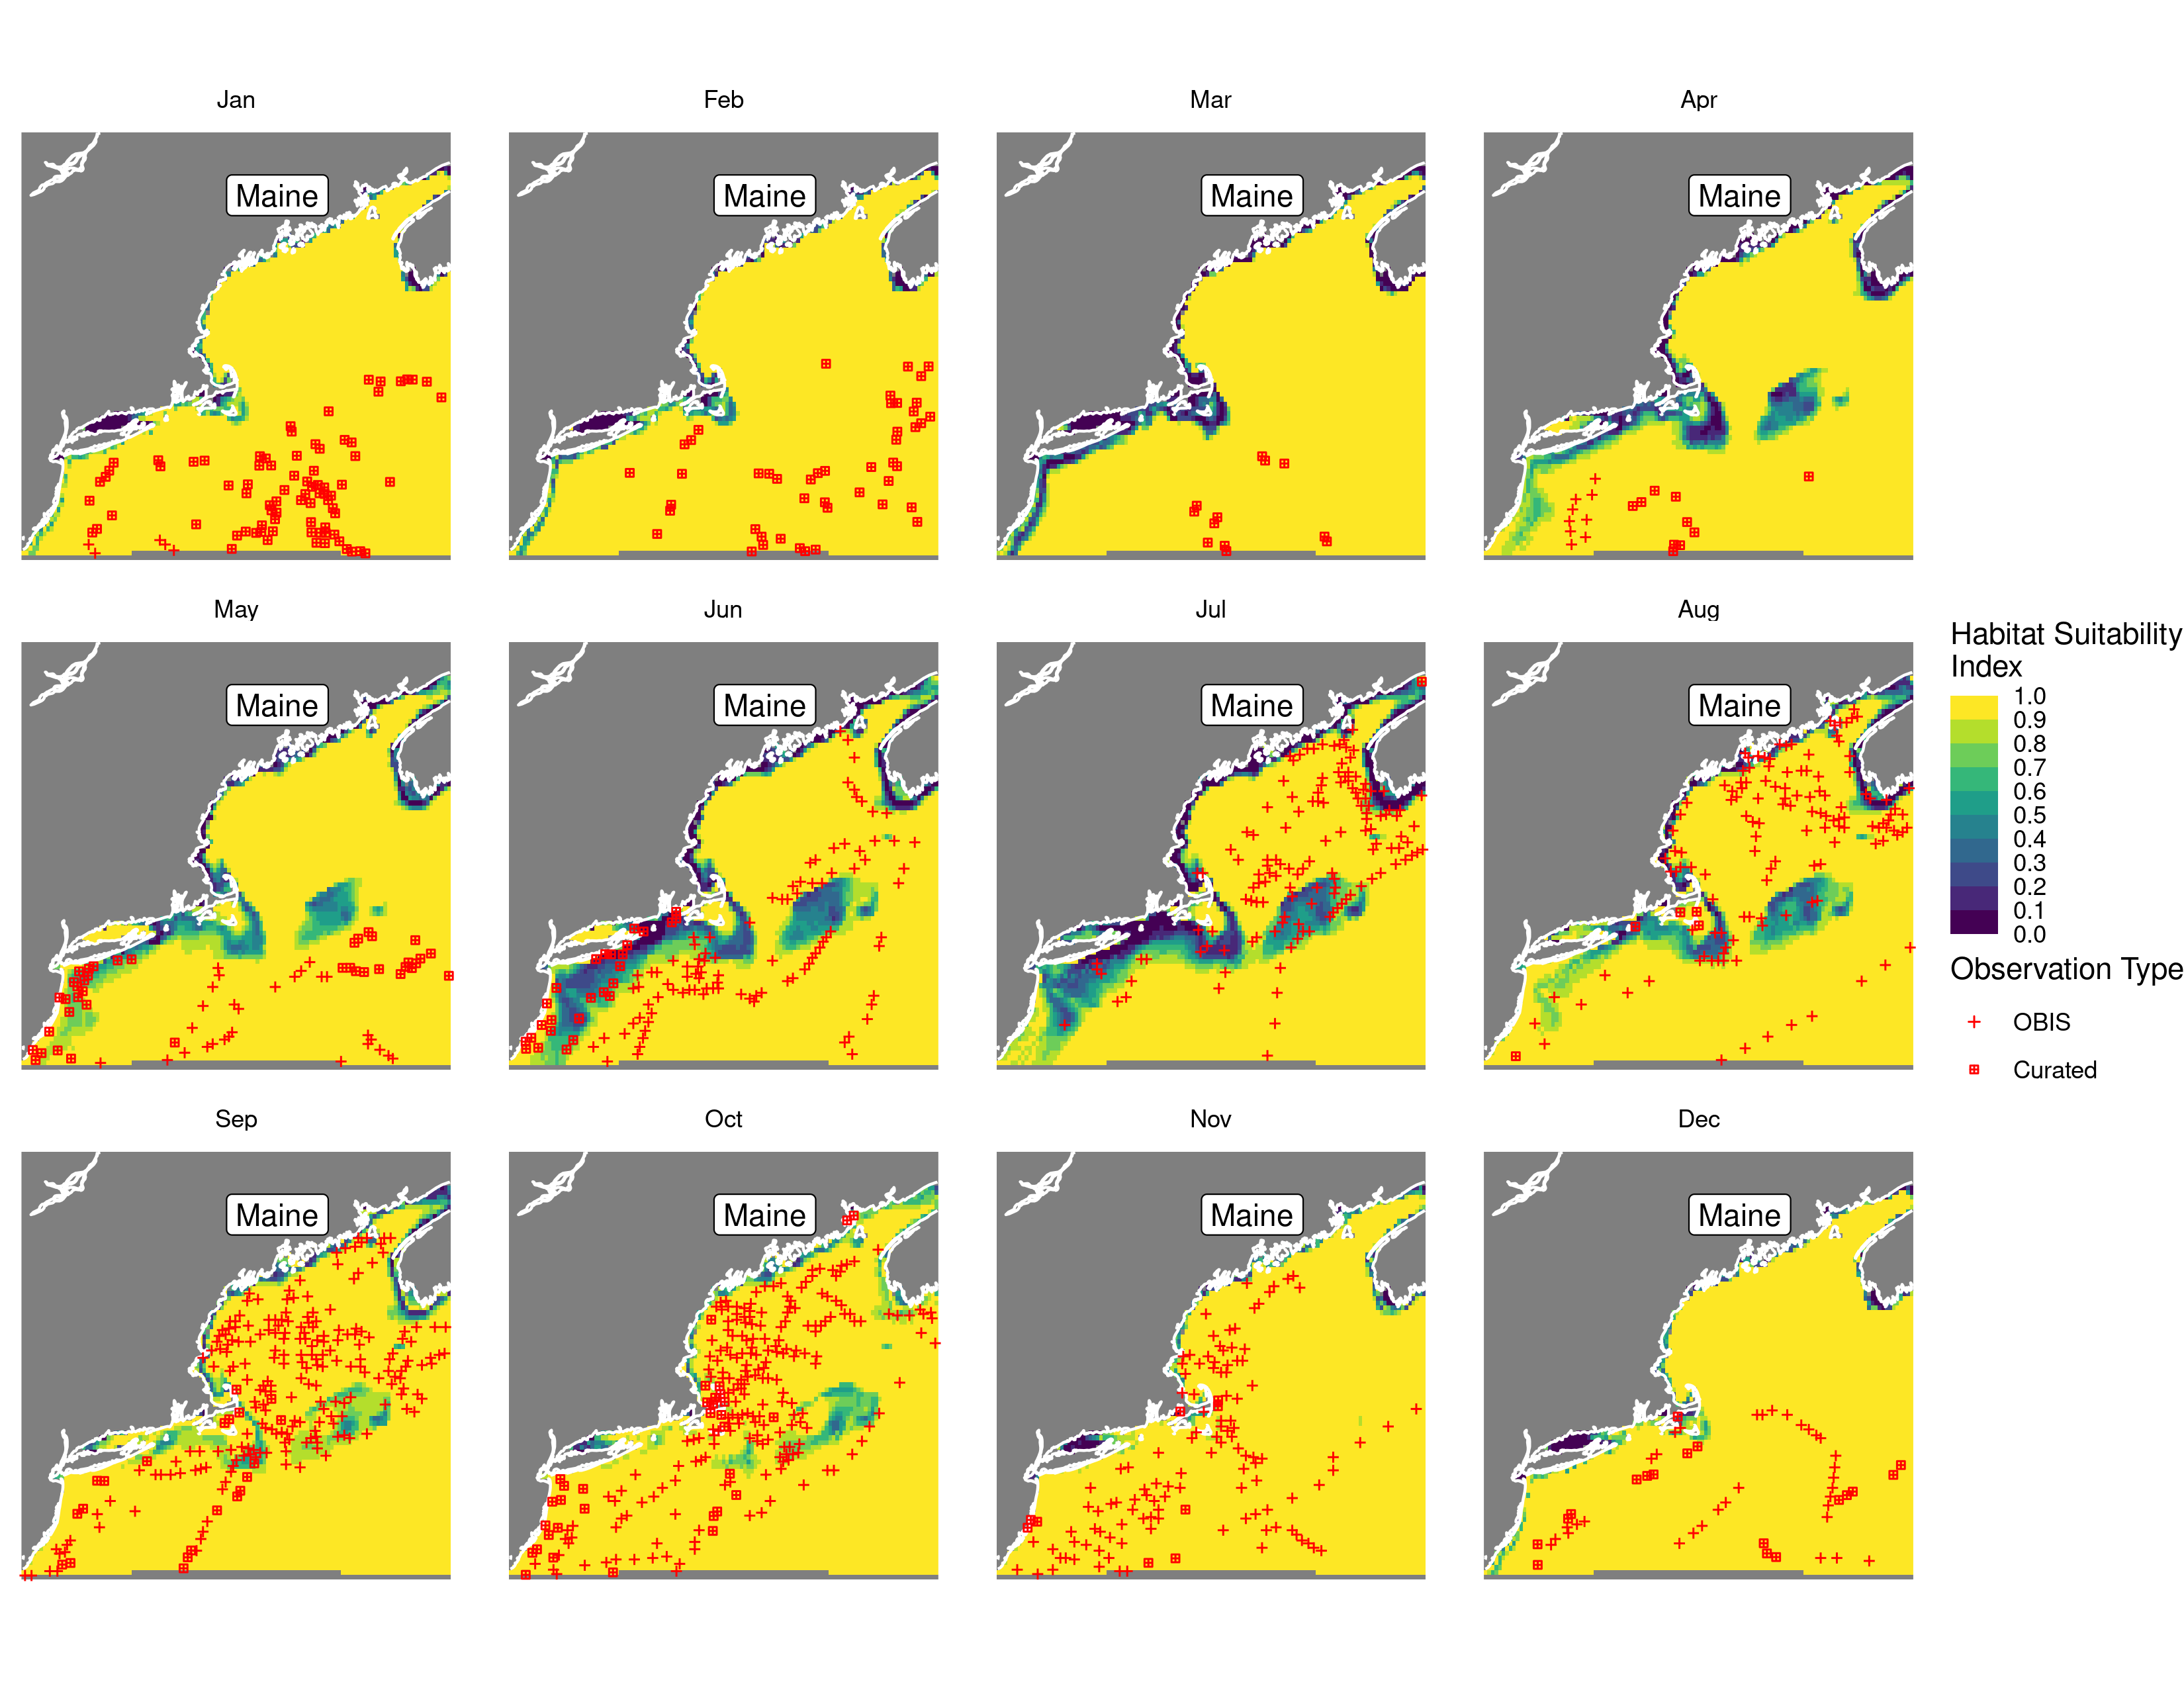 Jan
Feb
Mar
Apr
Maine
Maine
Maine
Maine
May
Jun
Jul
Aug
Maine
Maine
Maine
Maine
Habitat Suitability
Index
1.0
0.9
0.8
0.7
0.6
0.5
0.4
0.3
0.2
0.1
0.0
Observation Type
OBIS
Curated
Sep
Oct
Nov
Dec
Maine
Maine
Maine
Maine